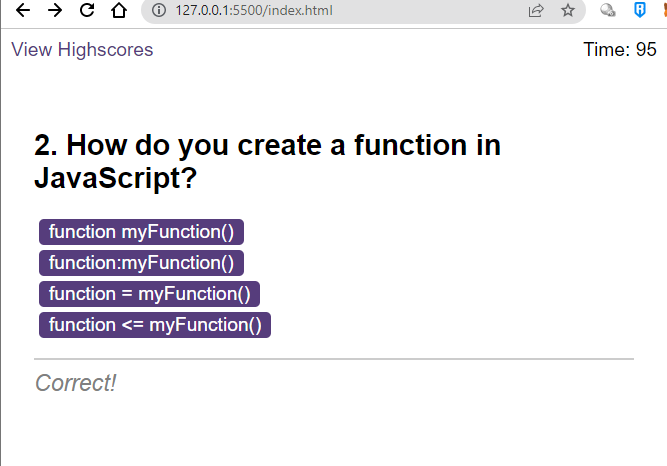 127.0.0.1:5500/index.html
View Highscores
Time: 95
2. How do you create a function in
JavaScript?
function myFunction()
function:myFunction()
function = myFunction()
function <= myFunction()
Correct!